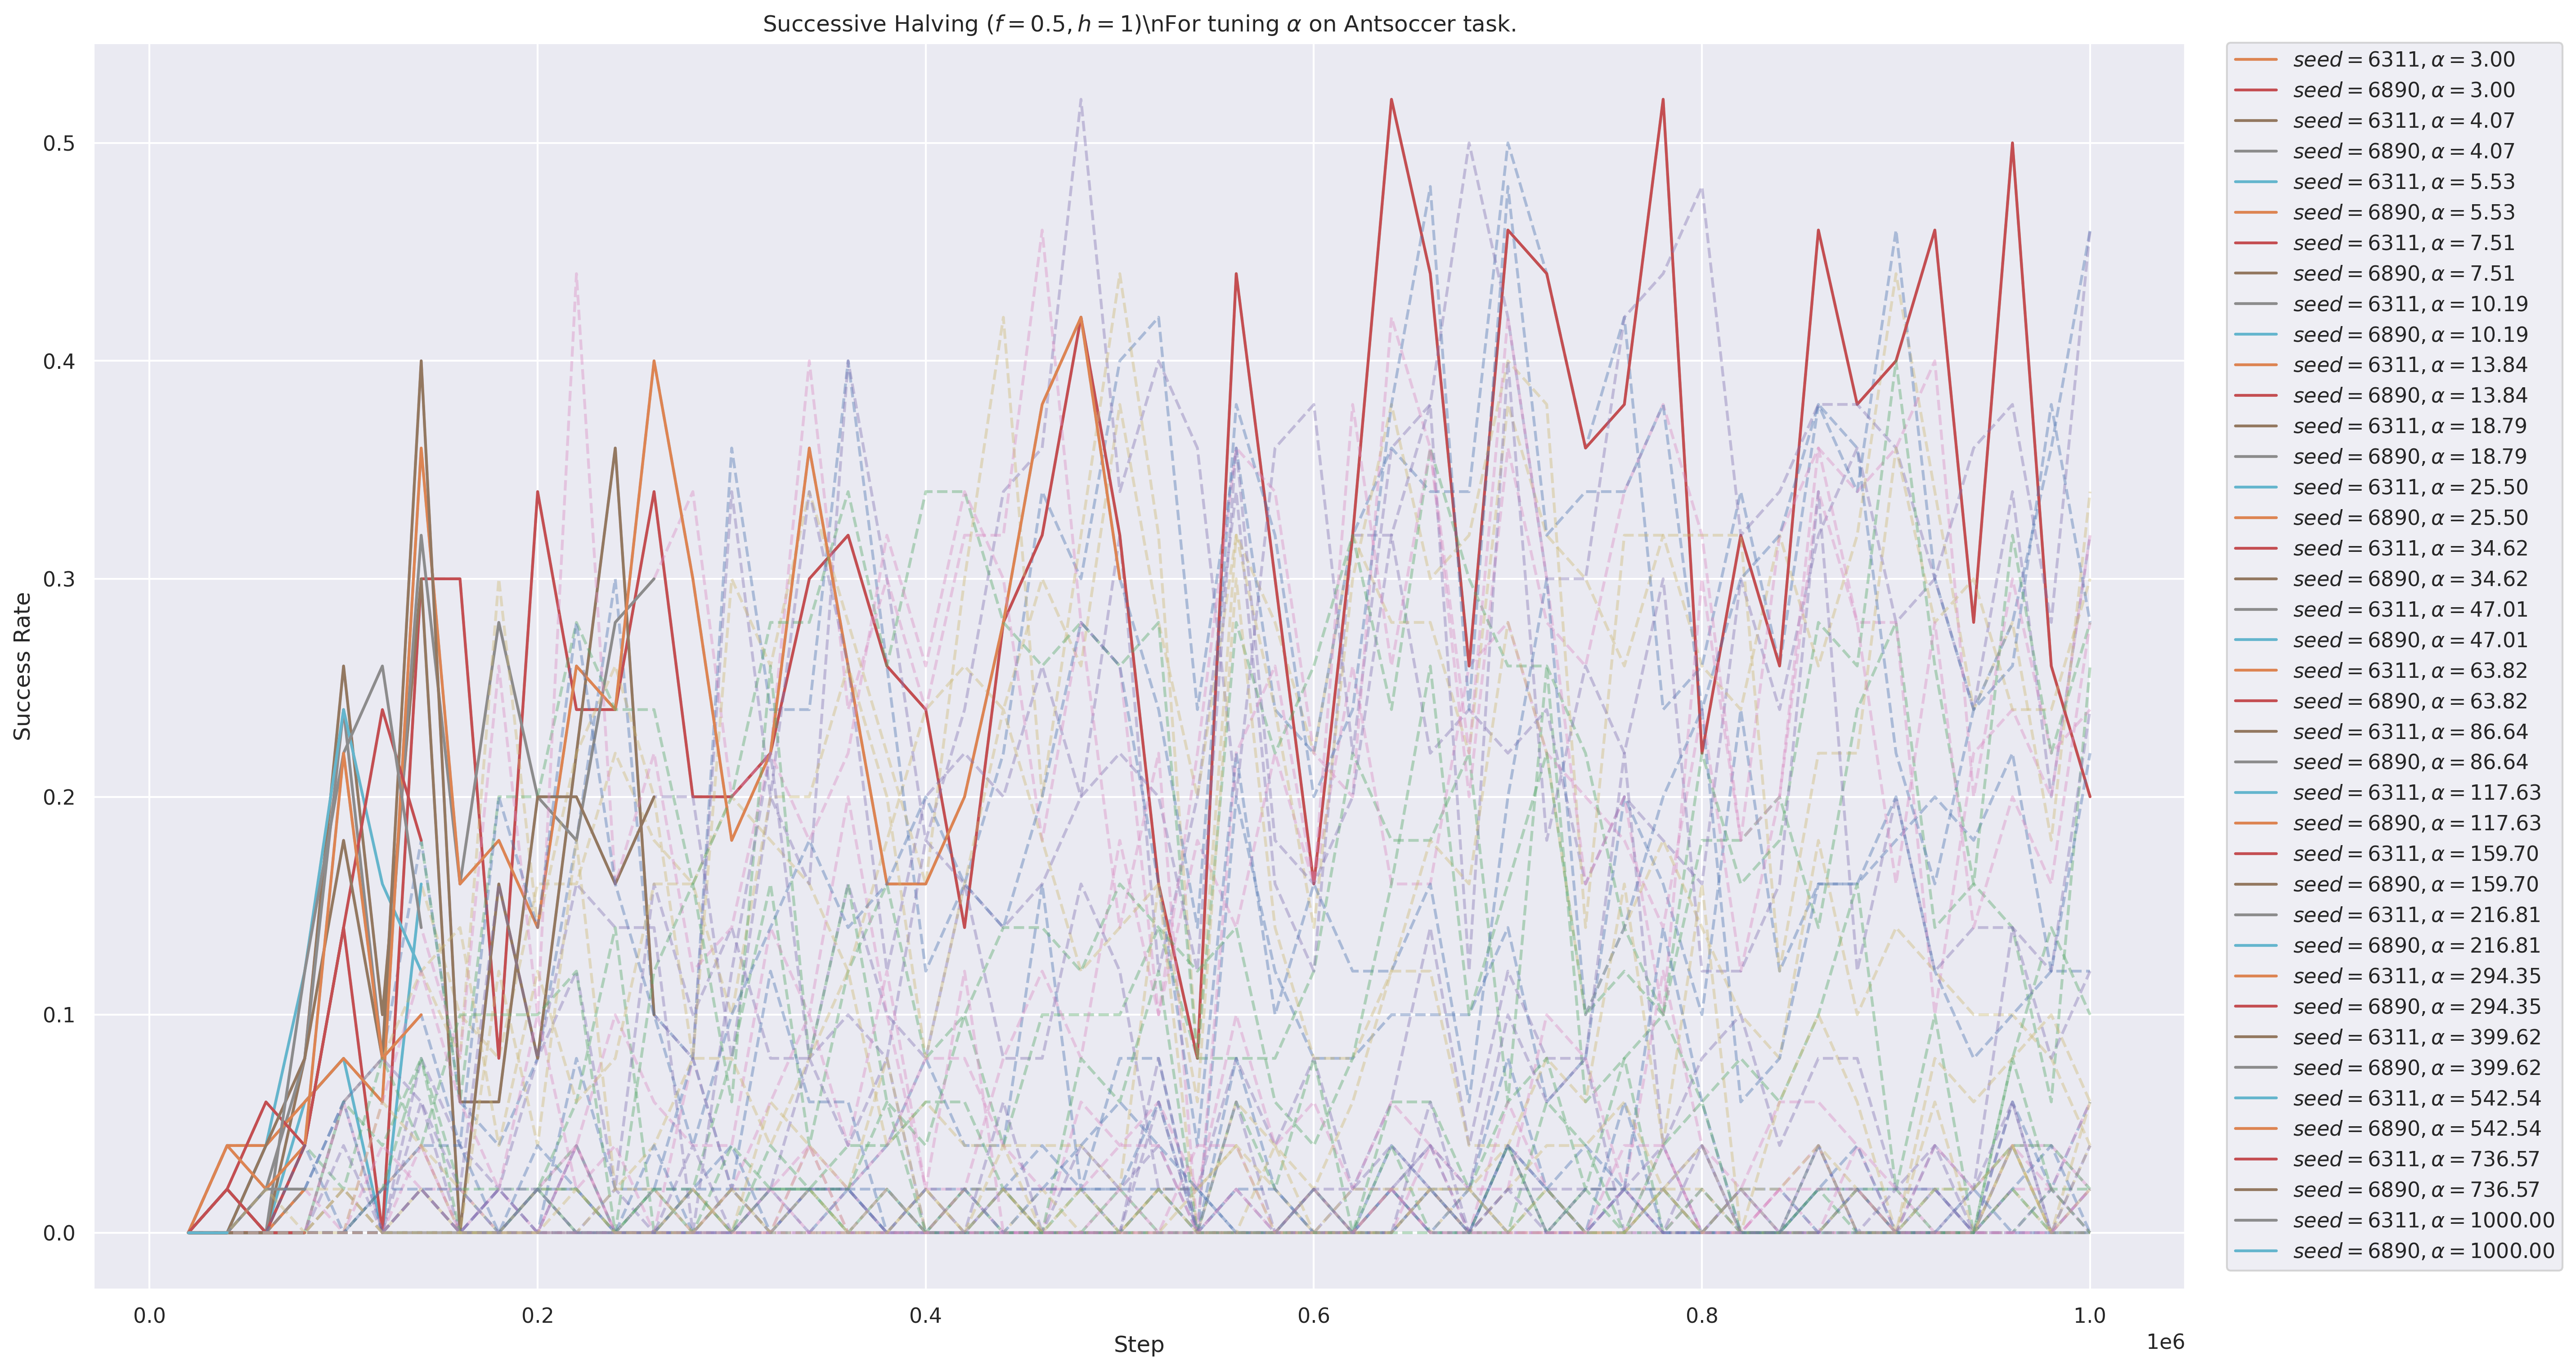 Successive Halving (f = 0.5, h = 1)\nFor tuning α on Antsoccer task.
0.5
0.4
0.3
0.2
0.1
0.0
Success Rate
0.0 0.2 0.4 0.6 0.8 1.0
1e6
Step
seed = 6311, α = 3.00
seed = 6890, α = 3.00
seed = 6311, α = 4.07
seed = 6890, α = 4.07
seed = 6311, α = 5.53
seed = 6890, α = 5.53
seed = 6311, α = 7.51
seed = 6890, α = 7.51
seed = 6311, α = 10.19
seed = 6890, α = 10.19
seed = 6311, α = 13.84
seed = 6890, α = 13.84
seed = 6311, α = 18.79
seed = 6890, α = 18.79
seed = 6311, α = 25.50
seed = 6890, α = 25.50
seed = 6311, α = 34.62
seed = 6890, α = 34.62
seed = 6311, α = 47.01
seed = 6890, α = 47.01
seed = 6311, α = 63.82
seed = 6890, α = 63.82
seed = 6311, α = 86.64
seed = 6890, α = 86.64
seed = 6311, α = 117.63
seed = 6890, α = 117.63
seed = 6311, α = 159.70
seed = 6890, α = 159.70
seed = 6311, α = 216.81
seed = 6890, α = 216.81
seed = 6311, α = 294.35
seed = 6890, α = 294.35
seed = 6311, α = 399.62
seed = 6890, α = 399.62
seed = 6311, α = 542.54
seed = 6890, α = 542.54
seed = 6311, α = 736.57
seed = 6890, α = 736.57
seed = 6311, α = 1000.00
seed = 6890, α = 1000.00